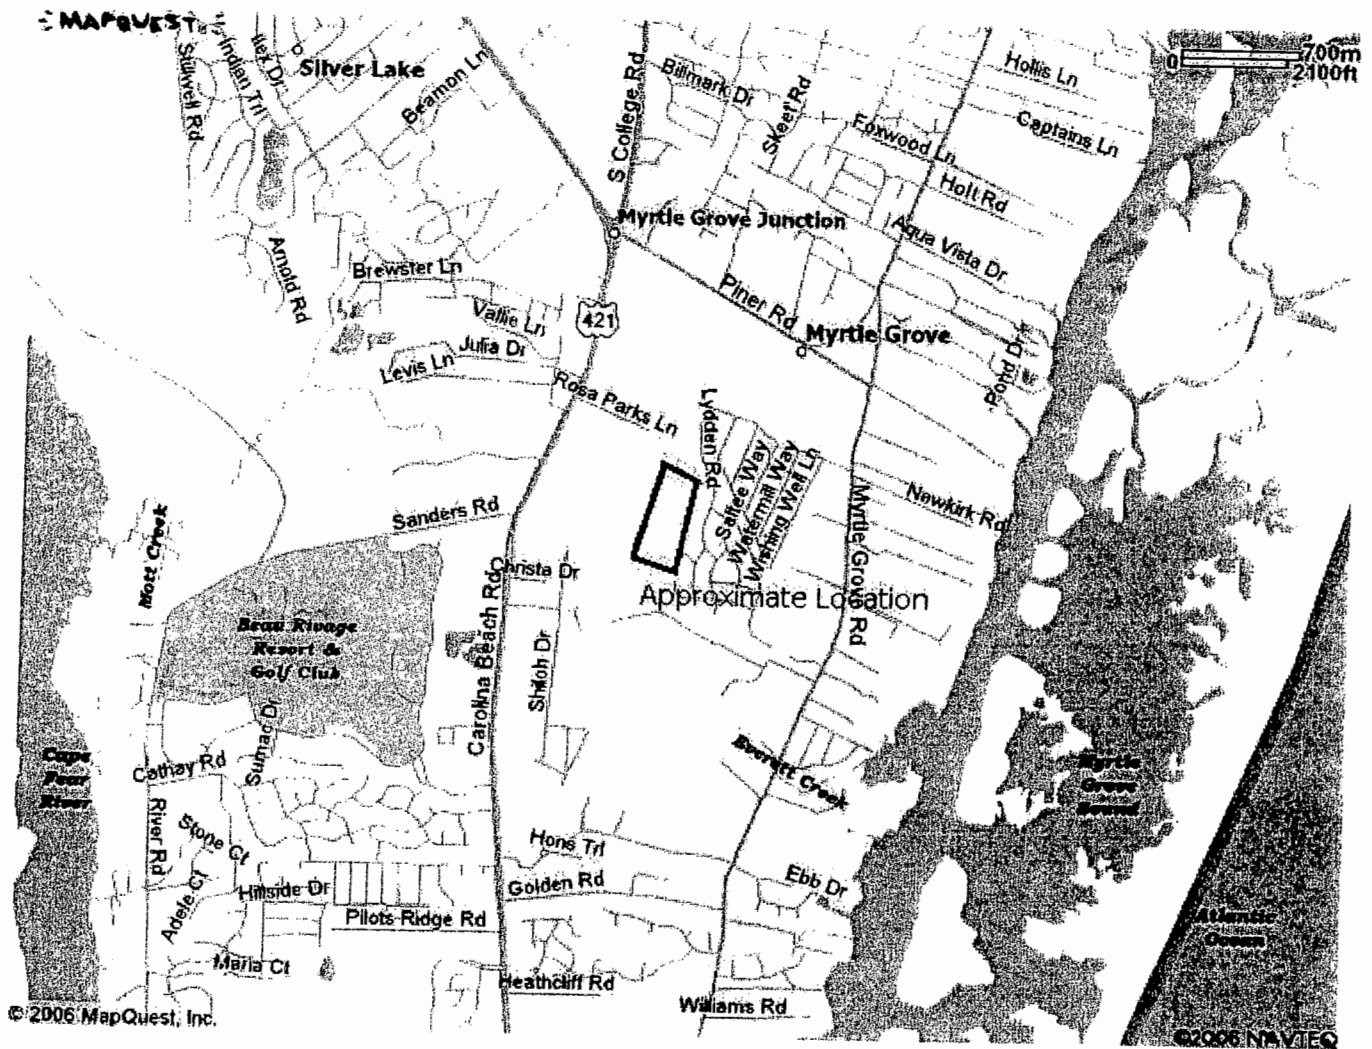 MAPQUEST
0 700m
2100ft
Stillwell Rd
Indian Trl
Ilex Dr
Silver Lake
Beamon Ln
S College Rd
Billmark Dr
Skeet Rd
Hollis Ln
Captains Ln
Foxwood Ln
Holt Rd
Myrtle Grove Junction
Aqua Vista Dr
Arnold Rd
Brewster Ln
Vallie Ln
421
Piner Rd
Myrtle Grove
Julia Dr
Levis Ln
Pond Dr
Rosa Parks Ln
Lydden Rd
Saffee Way
Watermill Way
Wishing Well Ln
Newkirk Rd
Myrtle Grove Rd
Sanders Rd
Mott Creek
Christa Dr
Approximate Location
Beau Rivage
Resort &
Golf Club
Carolina Beach Rd
Shiloh Dr
Sumac Dr
Cathay Rd
Cape
Fear
River
Everett Creek
Myrtle
Grove
Sound
River Rd
Stone Ct
Hons Trl
Golden Rd
Ebb Dr
Adele Ct
Hillside Dr
Pilots Ridge Rd
Atlantic
Ocean
Maria Ct
Heathcliff Rd
Williams Rd
© 2006 MapQuest, Inc.
©2006 NAVTEQ